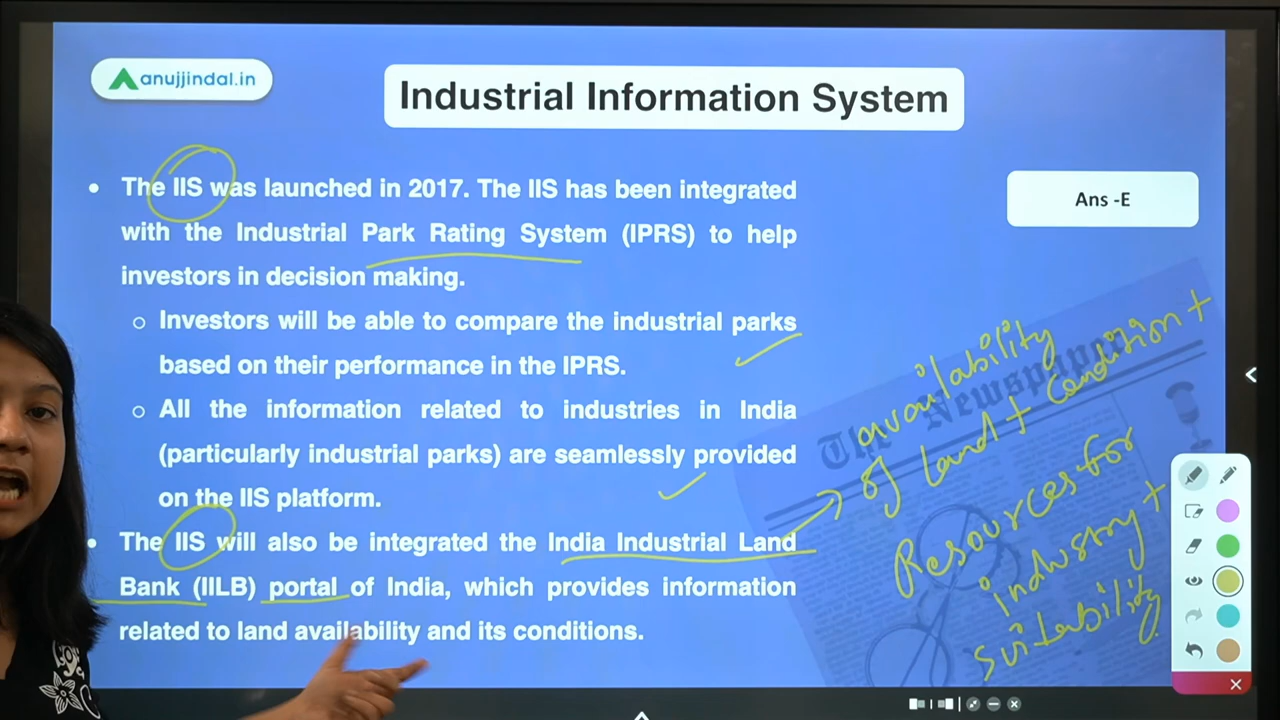 anujjindal.in
Industrial Information System
• The IIS was launched in 2017. The IIS has been integrated
with the Industrial Park Rating System (IPRS) to help
investors in decision making.
○ Investors will be able to compare the industrial parks
based on their performance in the IPRS.
○ All the information related to industries in India
(particularly industrial parks) are seamlessly provided
on the IIS platform.
• The IIS will also be integrated the India Industrial Land
Bank (IILB) portal of India, which provides information
related to land availability and its conditions.
Ans -E
The Newspaper
→ availability
of land + condition +
Resources for
industry +
suitability